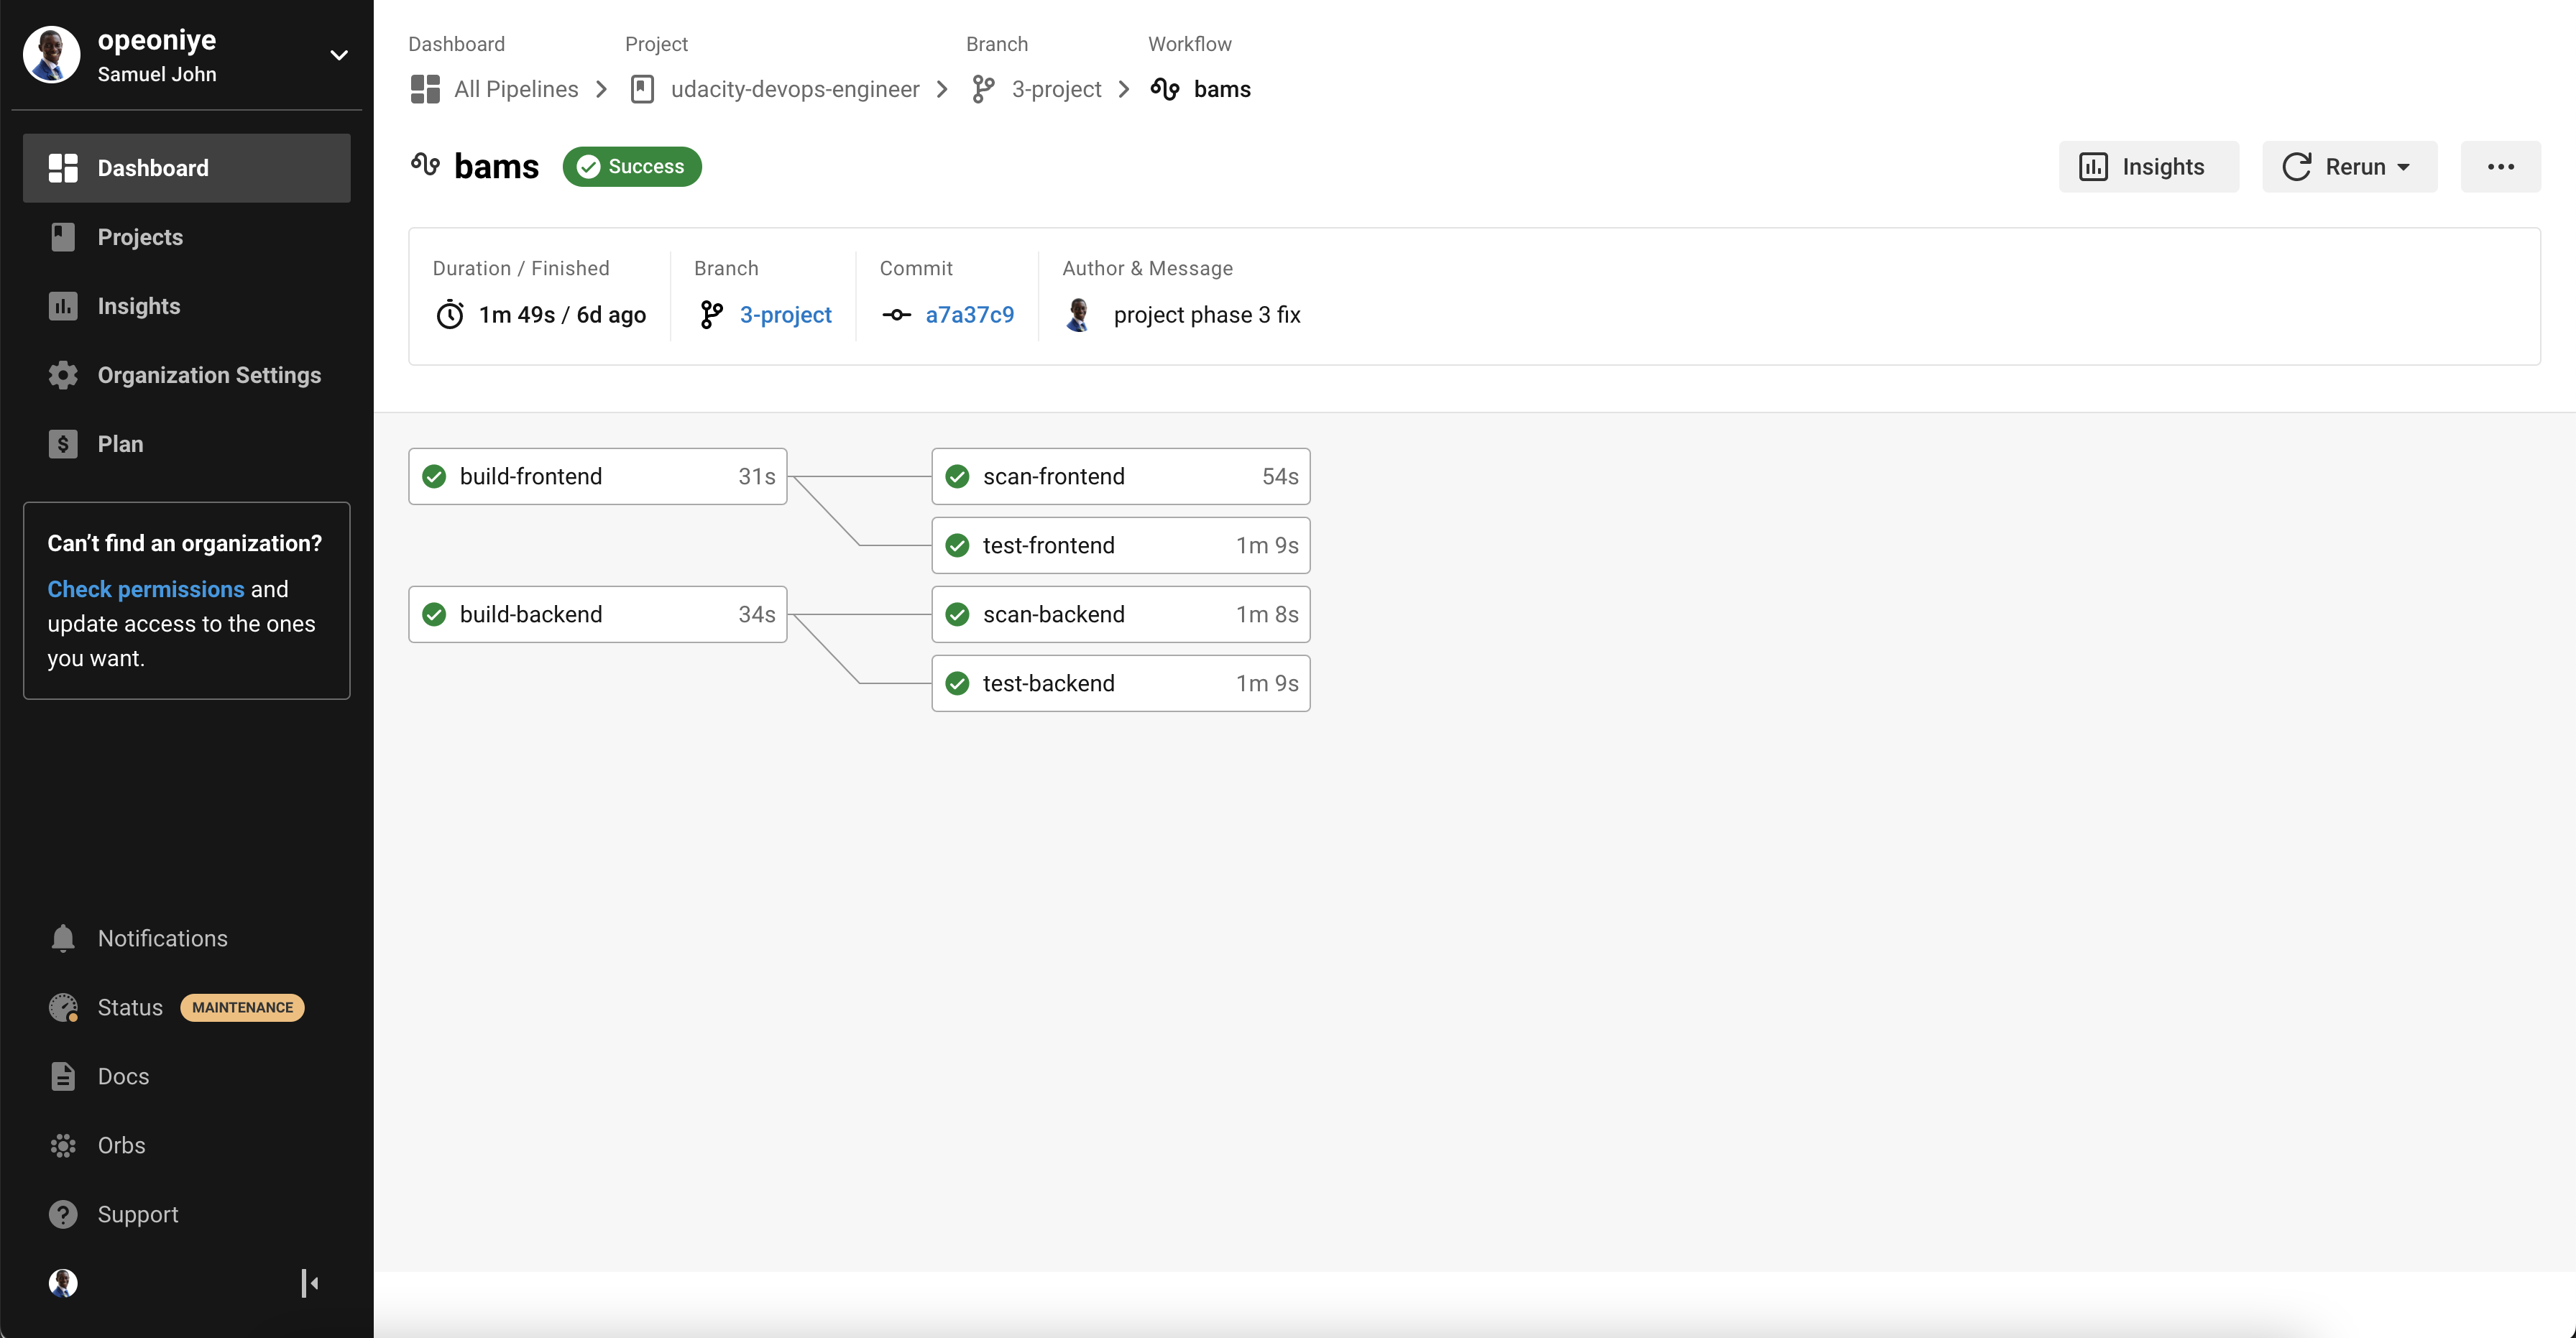 opeoniye
Samuel John
Dashboard
Projects
Insights
Organization Settings
Plan
Can’t find an organization?
Check permissions and
update access to the ones
you want.
Notifications
Status MAINTENANCE
Docs
Orbs
Support
Dashboard Project Branch Workflow
All Pipelines udacity-devops-engineer 3-project bams
bams Success Insights Rerun
Duration / Finished Branch Commit Author & Message
1m 49s / 6d ago 3-project a7a37c9 project phase 3 fix
build-frontend 31s scan-frontend 54s
test-frontend 1m 9s
build-backend 34s scan-backend 1m 8s
test-backend 1m 9s